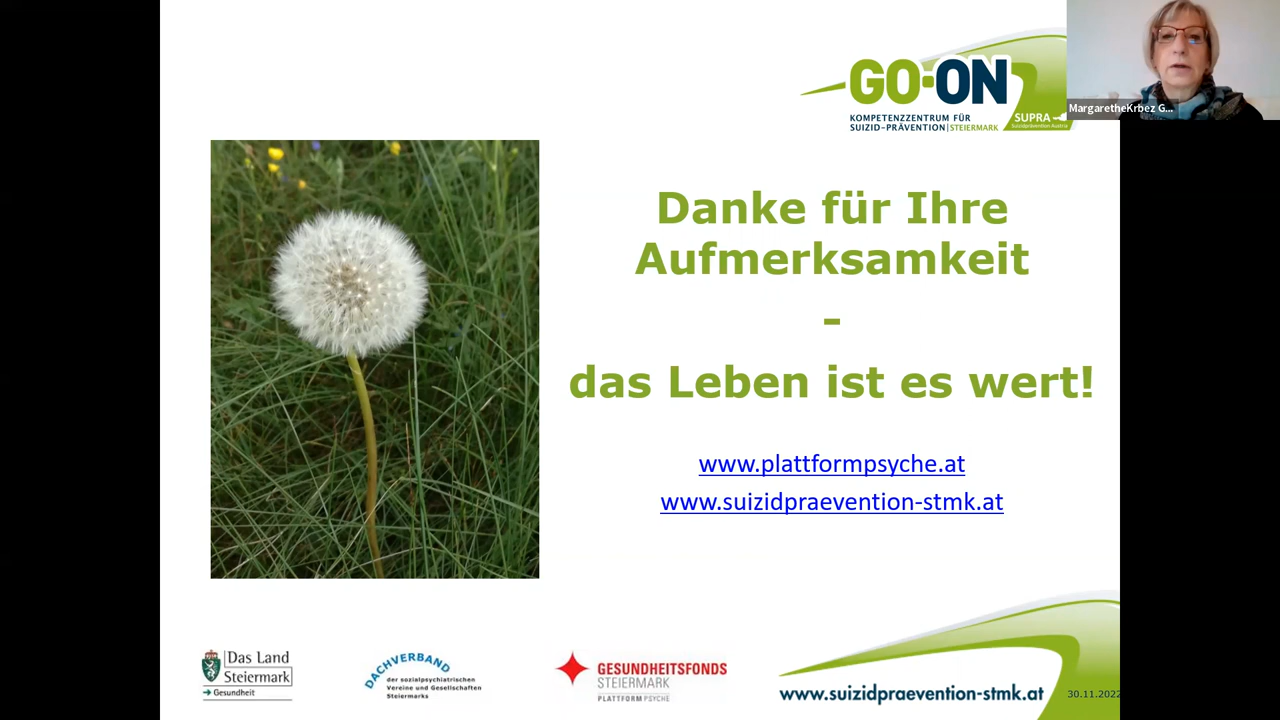 GO-ON
KOMPETENZZENTRUM FÜR
SUIZID-PRÄVENTION|STEIERMARK
SUPRA
Suizidprävention Austria
MargaretheKrbez G...
Danke für Ihre
Aufmerksamkeit
-
das Leben ist es wert!
www.plattformpsyche.at
www.suizidpraevention-stmk.at
Das Land
Steiermark
Gesundheit
DACHVERBAND
der sozialpsychiatrischen
Vereine und Gesellschaften
Steiermarks
GESUNDHEITSFONDS
STEIERMARK
PLATTFORM PSYCHE
www.suizidpraevention-stmk.at
30.11.2022